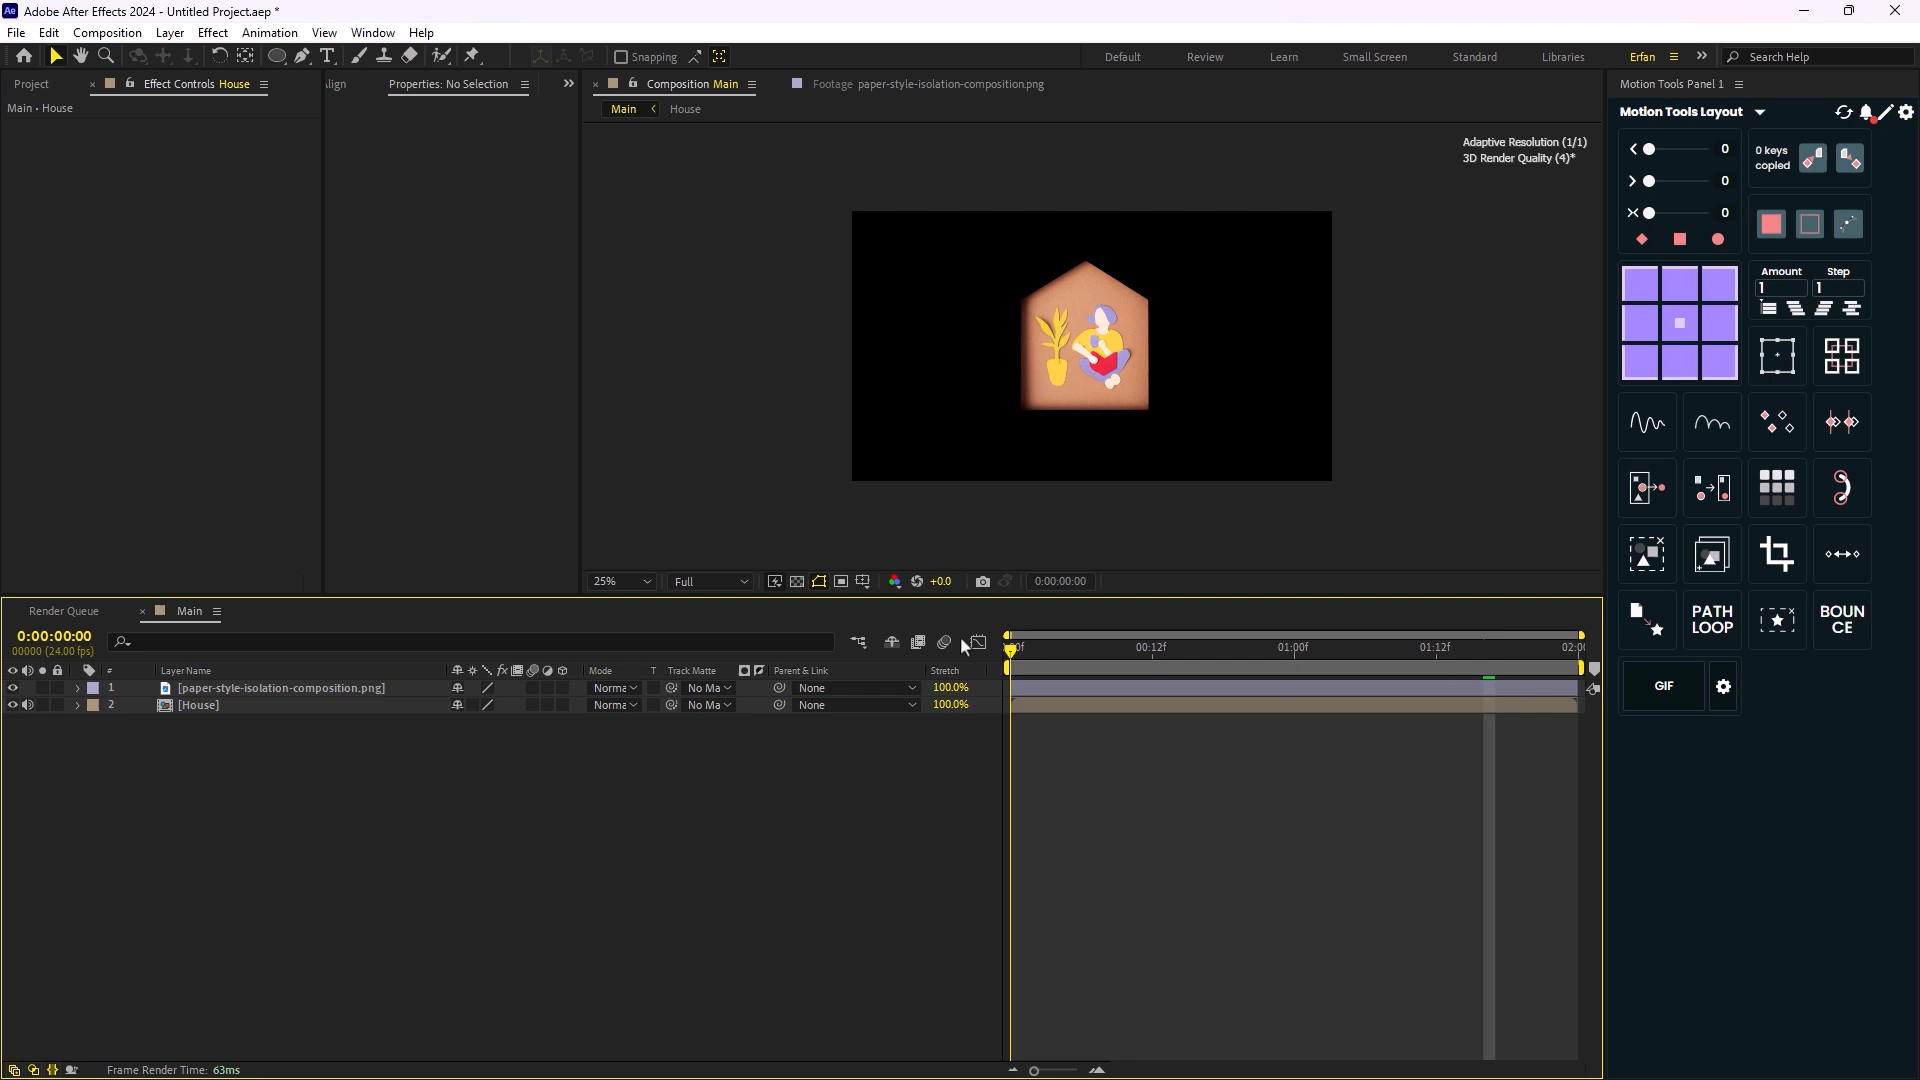 Adobe After Effects 2024 - Untitled Project.aep *
File Edit Composition Layer Effect Animation View Window Help
Snapping
Default Review Learn Small Screen Standard Libraries Erfan Search Help
Project Effect Controls House
lign Properties: No Selection
Composition Main Footage paper-style-isolation-composition.png
Motion Tools Panel 1
Main • House
Main House
Motion Tools Layout
Adaptive Resolution (1/1)
3D Render Quality (4)*
0
0
0
0 keys
copied
Amount Step
1 1
PATH
LOOP
BOUN
CE
GIF
25% Full +0.0 0:00:00:00
Render Queue Main
0:00:00:00
00000 (24.00 fps)
00f 00:12f 01:00f 01:12f 02:0
# Layer Name Mode T Track Matte Parent & Link Stretch
1 [paper-style-isolation-composition.png] Norma No Ma None 100.0%
2 [House] Norma No Ma None 100.0%
Frame Render Time: 63ms